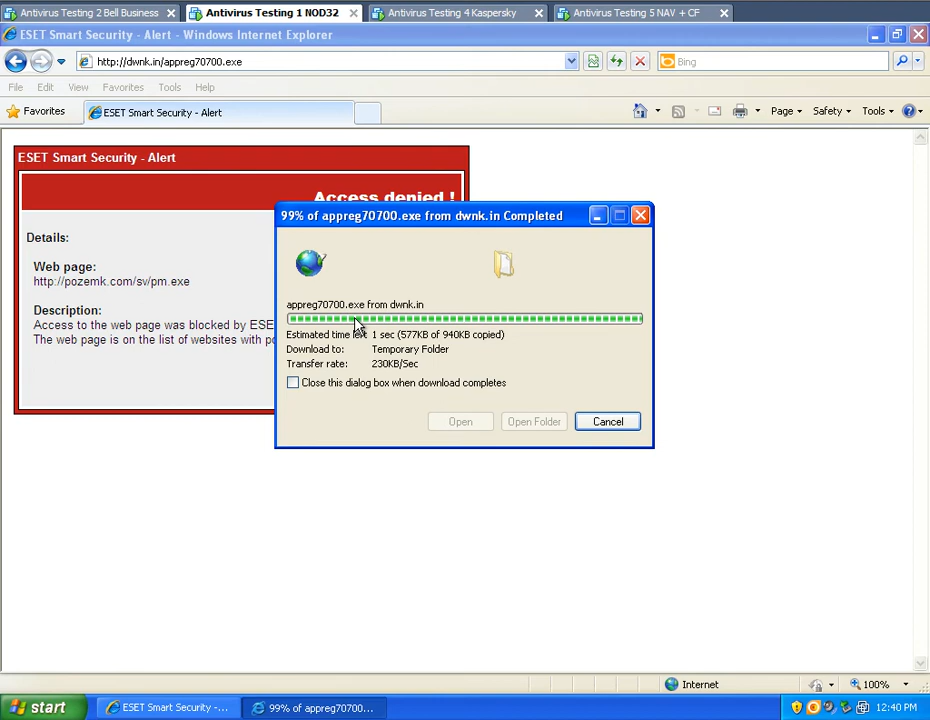 Antivirus Testing 2 Bell Business
Antivirus Testing 1 NOD32
Antivirus Testing 4 Kaspersky
Antivirus Testing 5 NAV + CF
ESET Smart Security - Alert - Windows Internet Explorer
http://dwnk.in/appreg70700.exe
Bing
File Edit View Favorites Tools Help
Favorites
ESET Smart Security - Alert
Page Safety Tools
ESET Smart Security - Alert
Access denied !
Details:
Web page:
http://pozemk.com/sv/pm.exe
Description:
Access to the web page was blocked by ESE
The web page is on the list of websites with
99% of appreg70700.exe from dwnk.in Completed
appreg70700.exe from dwnk.in
Estimated time left 1 sec (577KB of 940KB copied)
Download to: Temporary Folder
Transfer rate: 230KB/Sec
Close this dialog box when download completes
Open Open Folder Cancel
Internet
100%
start
ESET Smart Security -...
99% of appreg70700...
12:40 PM